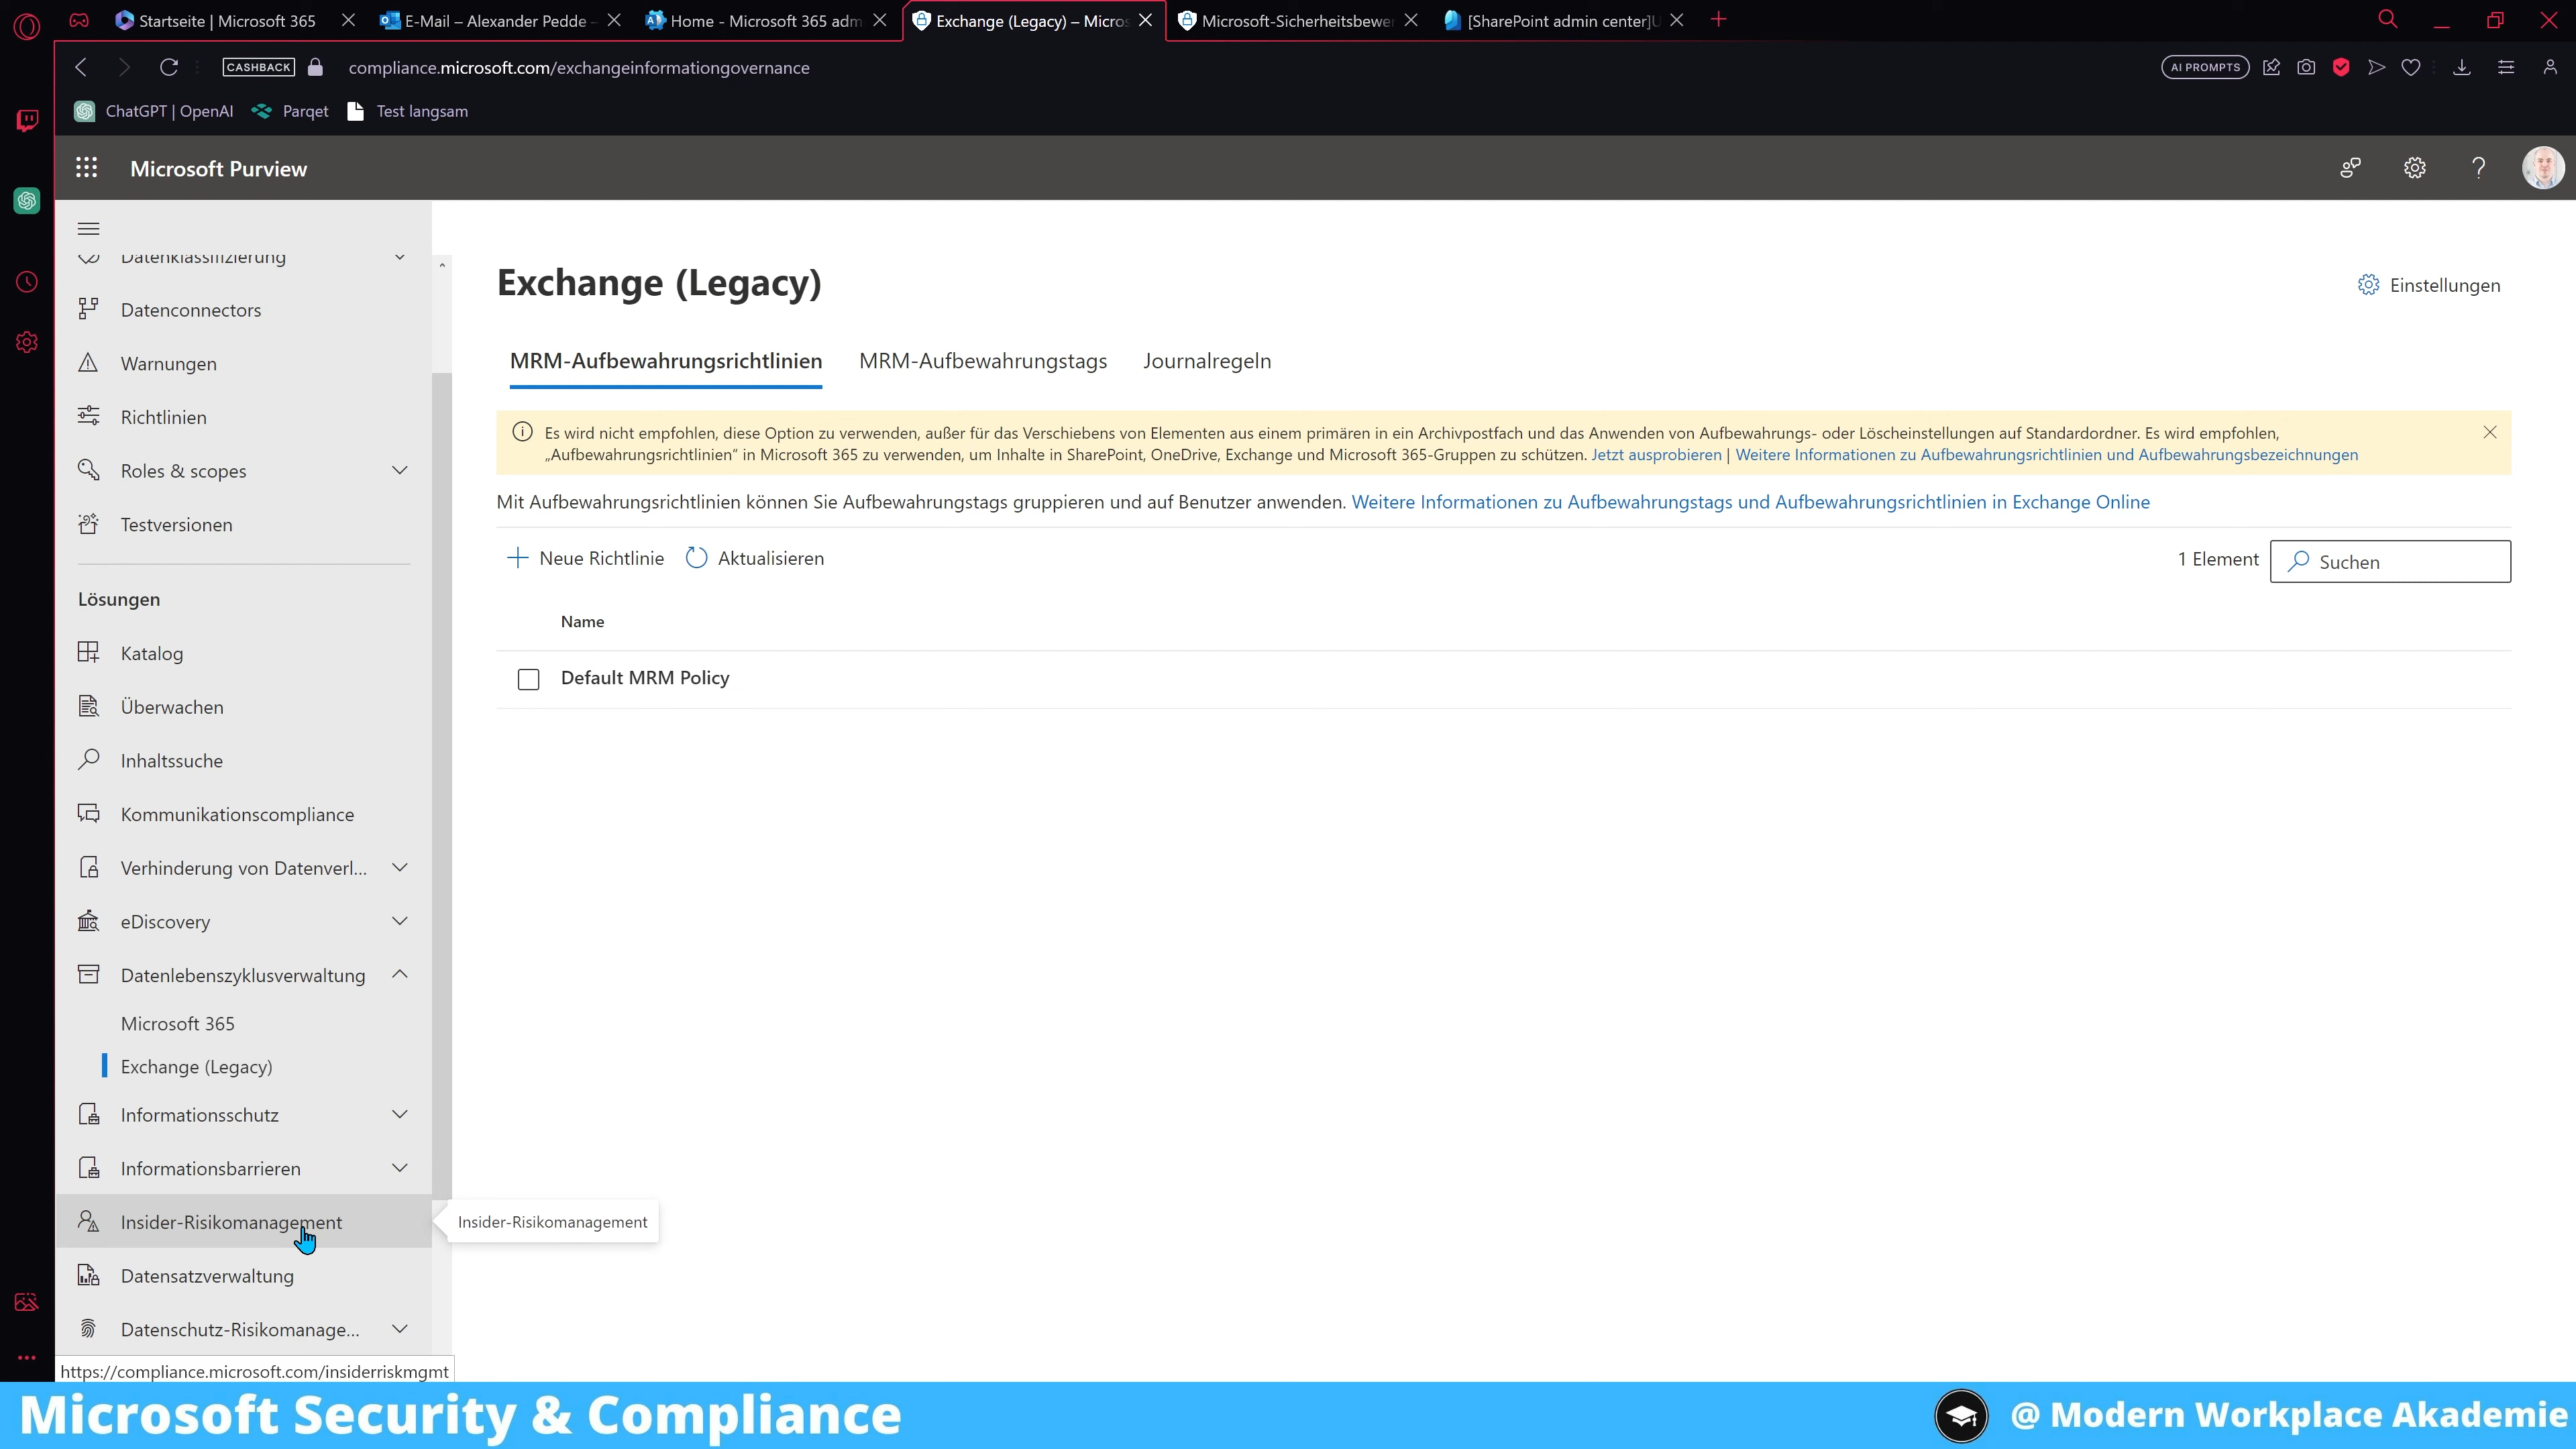 Startseite | Microsoft 365
E-Mail – Alexander Pedde -
Home - Microsoft 365 adm
Exchange (Legacy) – Micros
Microsoft-Sicherheitsbewer
[SharePoint admin center]U
CASHBACK
compliance.microsoft.com/exchangeinformationgovernance
AI PROMPTS
ChatGPT | OpenAI
Parqet
Test langsam
Microsoft Purview
Datenklassifizierung
Datenconnectors
Warnungen
Richtlinien
Roles & scopes
Testversionen
Lösungen
Katalog
Überwachen
Inhaltssuche
Kommunikationscompliance
Verhinderung von Datenverl...
eDiscovery
Datenlebenszyklusverwaltung
Microsoft 365
Exchange (Legacy)
Informationsschutz
Informationsbarrieren
Insider-Risikomanagement
Insider-Risikomanagement
Datensatzverwaltung
Datenschutz-Risikomanage...
https://compliance.microsoft.com/insiderriskmgmt
Exchange (Legacy)
Einstellungen
MRM-Aufbewahrungsrichtlinien
MRM-Aufbewahrungstags
Journalregeln
Es wird nicht empfohlen, diese Option zu verwenden, außer für das Verschiebens von Elementen aus einem primären in ein Archivpostfach und das Anwenden von Aufbewahrungs- oder Löscheinstellungen auf Standardordner. Es wird empfohlen,
„Aufbewahrungsrichtlinien“ in Microsoft 365 zu verwenden, um Inhalte in SharePoint, OneDrive, Exchange und Microsoft 365-Gruppen zu schützen. Jetzt ausprobieren | Weitere Informationen zu Aufbewahrungsrichtlinien und Aufbewahrungsbezeichnungen
Mit Aufbewahrungsrichtlinien können Sie Aufbewahrungstags gruppieren und auf Benutzer anwenden. Weitere Informationen zu Aufbewahrungstags und Aufbewahrungsrichtlinien in Exchange Online
Neue Richtlinie
Aktualisieren
1 Element
Suchen
Name
Default MRM Policy
Microsoft Security & Compliance
@ Modern Workplace Akademie